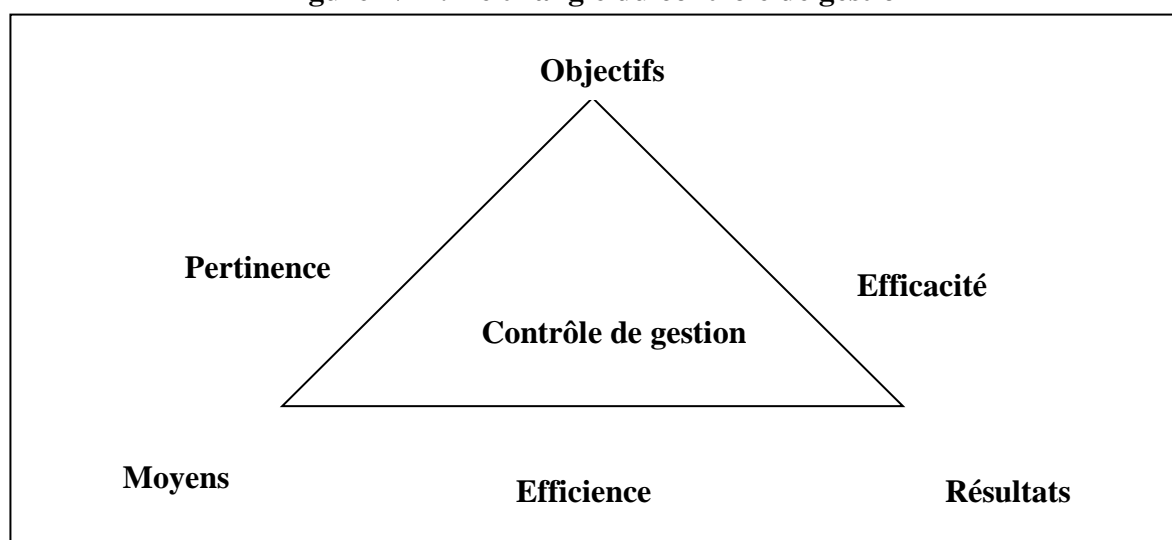 Objectifs
Pertinence
Efficacité
Contrôle de gestion
Moyens
Efficience
Résultats